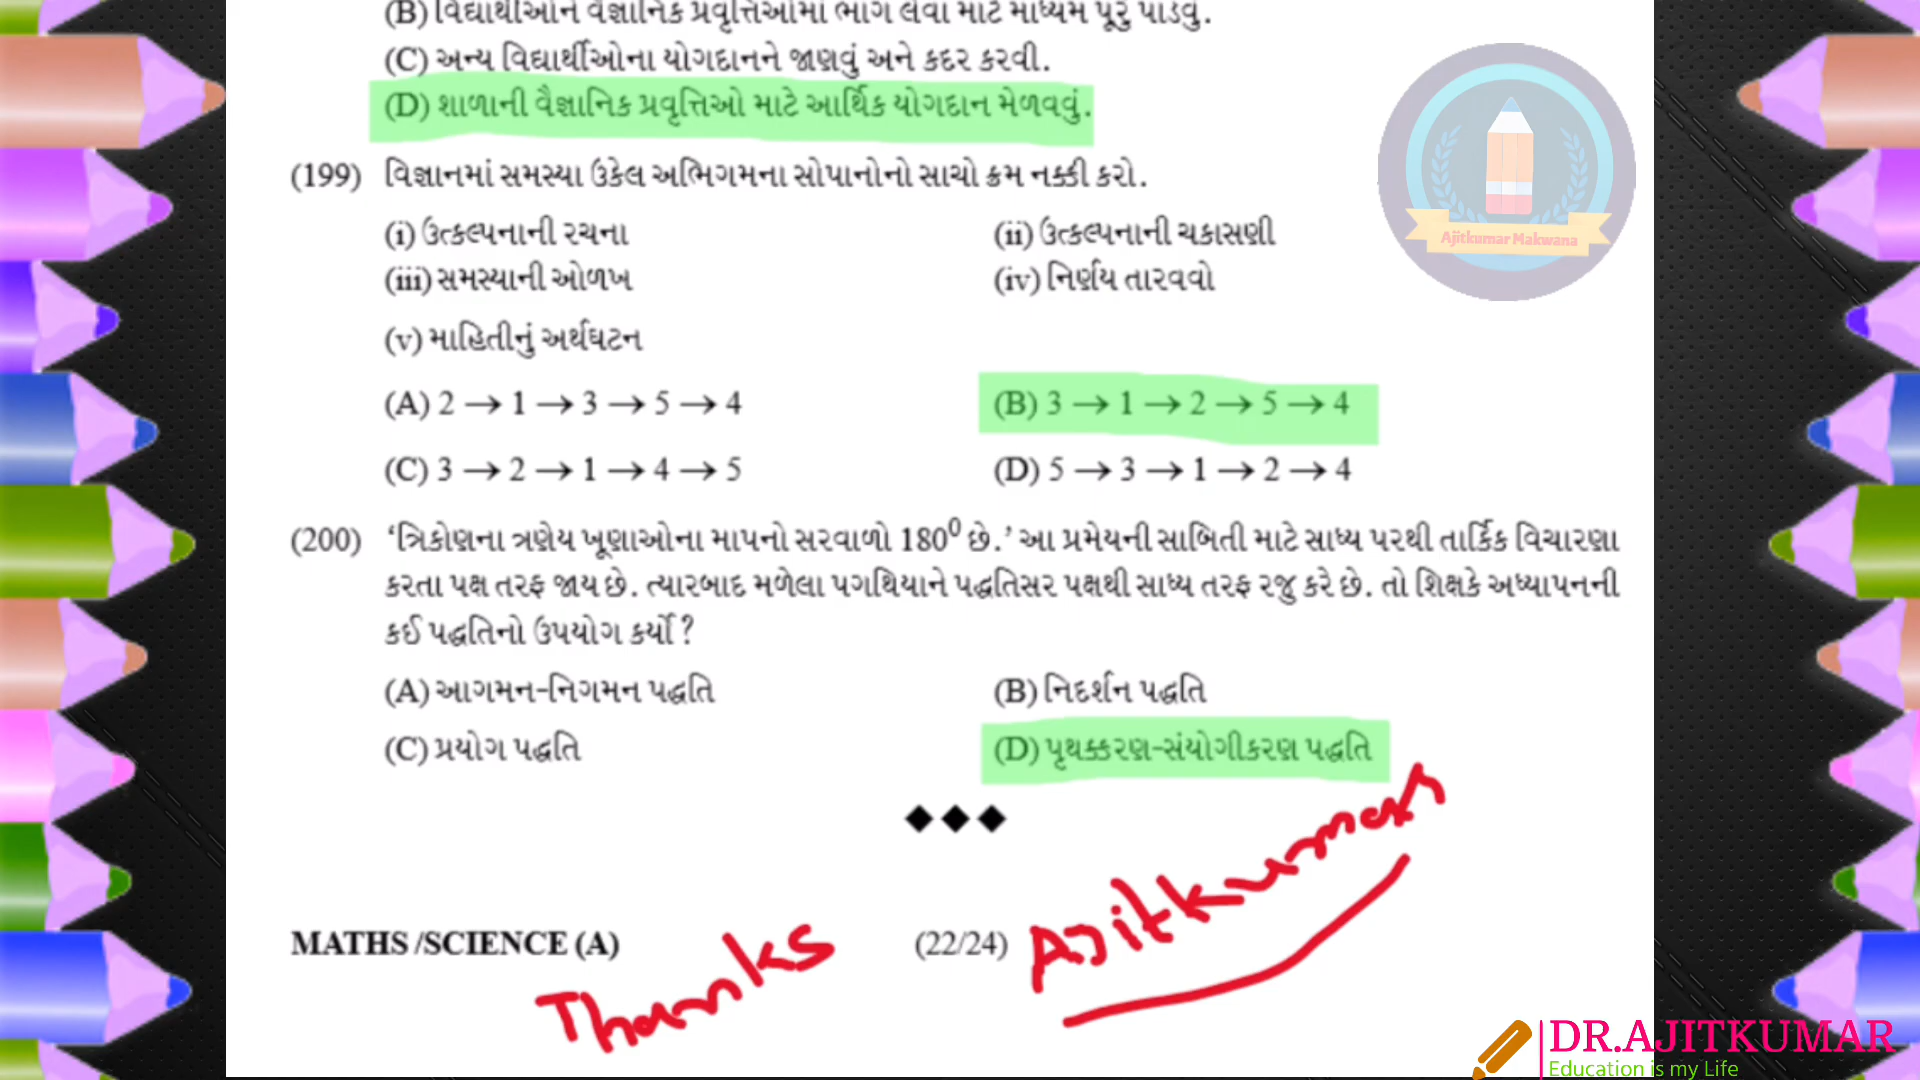 (B) વિદ્યાર્થીઓને વૈજ્ઞાનિક પ્રવૃત્તિઓમાં ભાગ લેવા માટે માધ્યમ પૂરું પાડવું.
(C) અન્ય વિદ્યાર્થીઓના યોગદાનને જાણવું અને કદર કરવી.
(D) શાળાની વૈજ્ઞાનિક પ્રવૃત્તિઓ માટે આર્થિક યોગદાન મેળવવું.
(199) વિજ્ઞાનમાં સમસ્યા ઉકેલ અભિગમના સોપાનોનો સાચો ક્રમ નક્કી કરો.
(i) ઉત્કલ્પનાની રચના (ii) ઉત્કલ્પનાની ચકાસણી
(iii) સમસ્યાની ઓળખ (iv) નિર્ણય તારવવો
(v) માહિતીનું અર્થઘટન
(A) 2 → 1 → 3 → 5 → 4 (B) 3 → 1 → 2 → 5 → 4
(C) 3 → 2 → 1 → 4 → 5 (D) 5 → 3 → 1 → 2 → 4
(200) ‘ત્રિકોણના ત્રણેય ખૂણાઓના માપનો સરવાળો 180⁰ છે.’ આ પ્રમેયની સાબિતી માટે સાધ્ય પરથી તાર્કિક વિચારણા
કરતા પક્ષ તરફ જાય છે. ત્યારબાદ મળેલા પગથિયાને પદ્ધતિસર પક્ષથી સાધ્ય તરફ રજુ કરે છે. તો શિક્ષકે અધ્યાપનની
કઈ પદ્ધતિનો ઉપયોગ કર્યો ?
(A) આગમન-નિગમન પદ્ધતિ (B) નિદર્શન પદ્ધતિ
(C) પ્રયોગ પદ્ધતિ (D) પૃથક્કરણ-સંયોગીકરણ પદ્ધતિ
MATHS /SCIENCE (A) (22/24)
Thanks Ajitkumar
Ajitkumar Makwana
DR.AJITKUMAR
Education is my Life